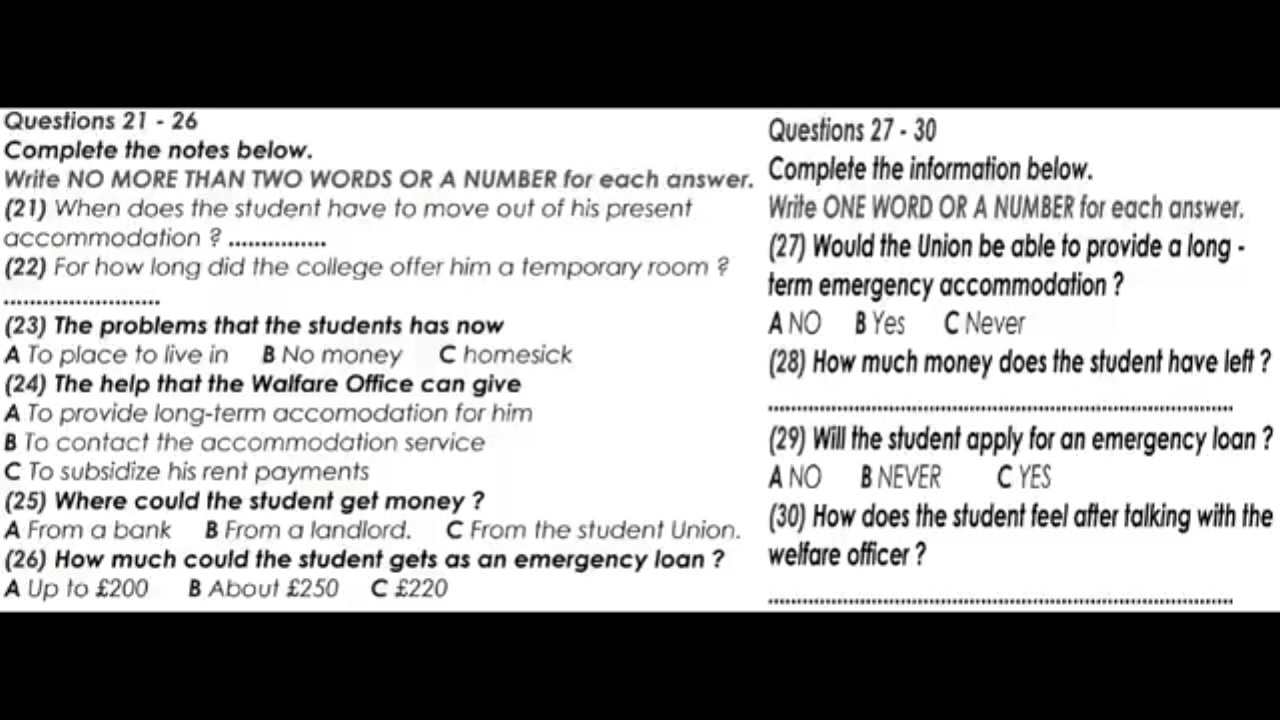 Questions 21 - 26
Complete the notes below.
Write NO MORE THAN TWO WORDS OR A NUMBER for each answer.
(21) When does the student have to move out of his present
accommodation ? ...............
(22) For how long did the college offer him a temporary room ?
........................
(23) The problems that the students has now
A To place to live in B No money C homesick
(24) The help that the Walfare Office can give
A To provide long-term accomodation for him
B To contact the accommodation service
C To subsidize his rent payments
(25) Where could the student get money ?
A From a bank B From a landlord. C From the student Union.
(26) How much could the student gets as an emergency loan ?
A Up to £200 B About £250 C £220
Questions 27 - 30
Complete the information below.
Write ONE WORD OR A NUMBER for each answer.
(27) Would the Union be able to provide a long -
term emergency accommodation ?
A NO B Yes C Never
(28) How much money does the student have left ?
......................................................................
(29) Will the student apply for an emergency loan ?
A NO B NEVER C YES
(30) How does the student feel after talking with the
welfare officer ?
......................................................................